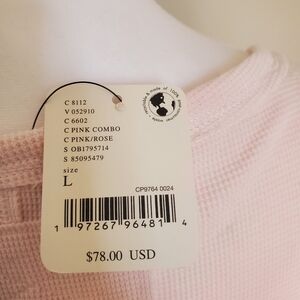 C 8112
V 052910
C 6602
C PINK COMBO
C PINK/ROSE
S OB1795714
S 85095479
size
L
CP9764 0024
1 97267 96481 4
$78.00 USD